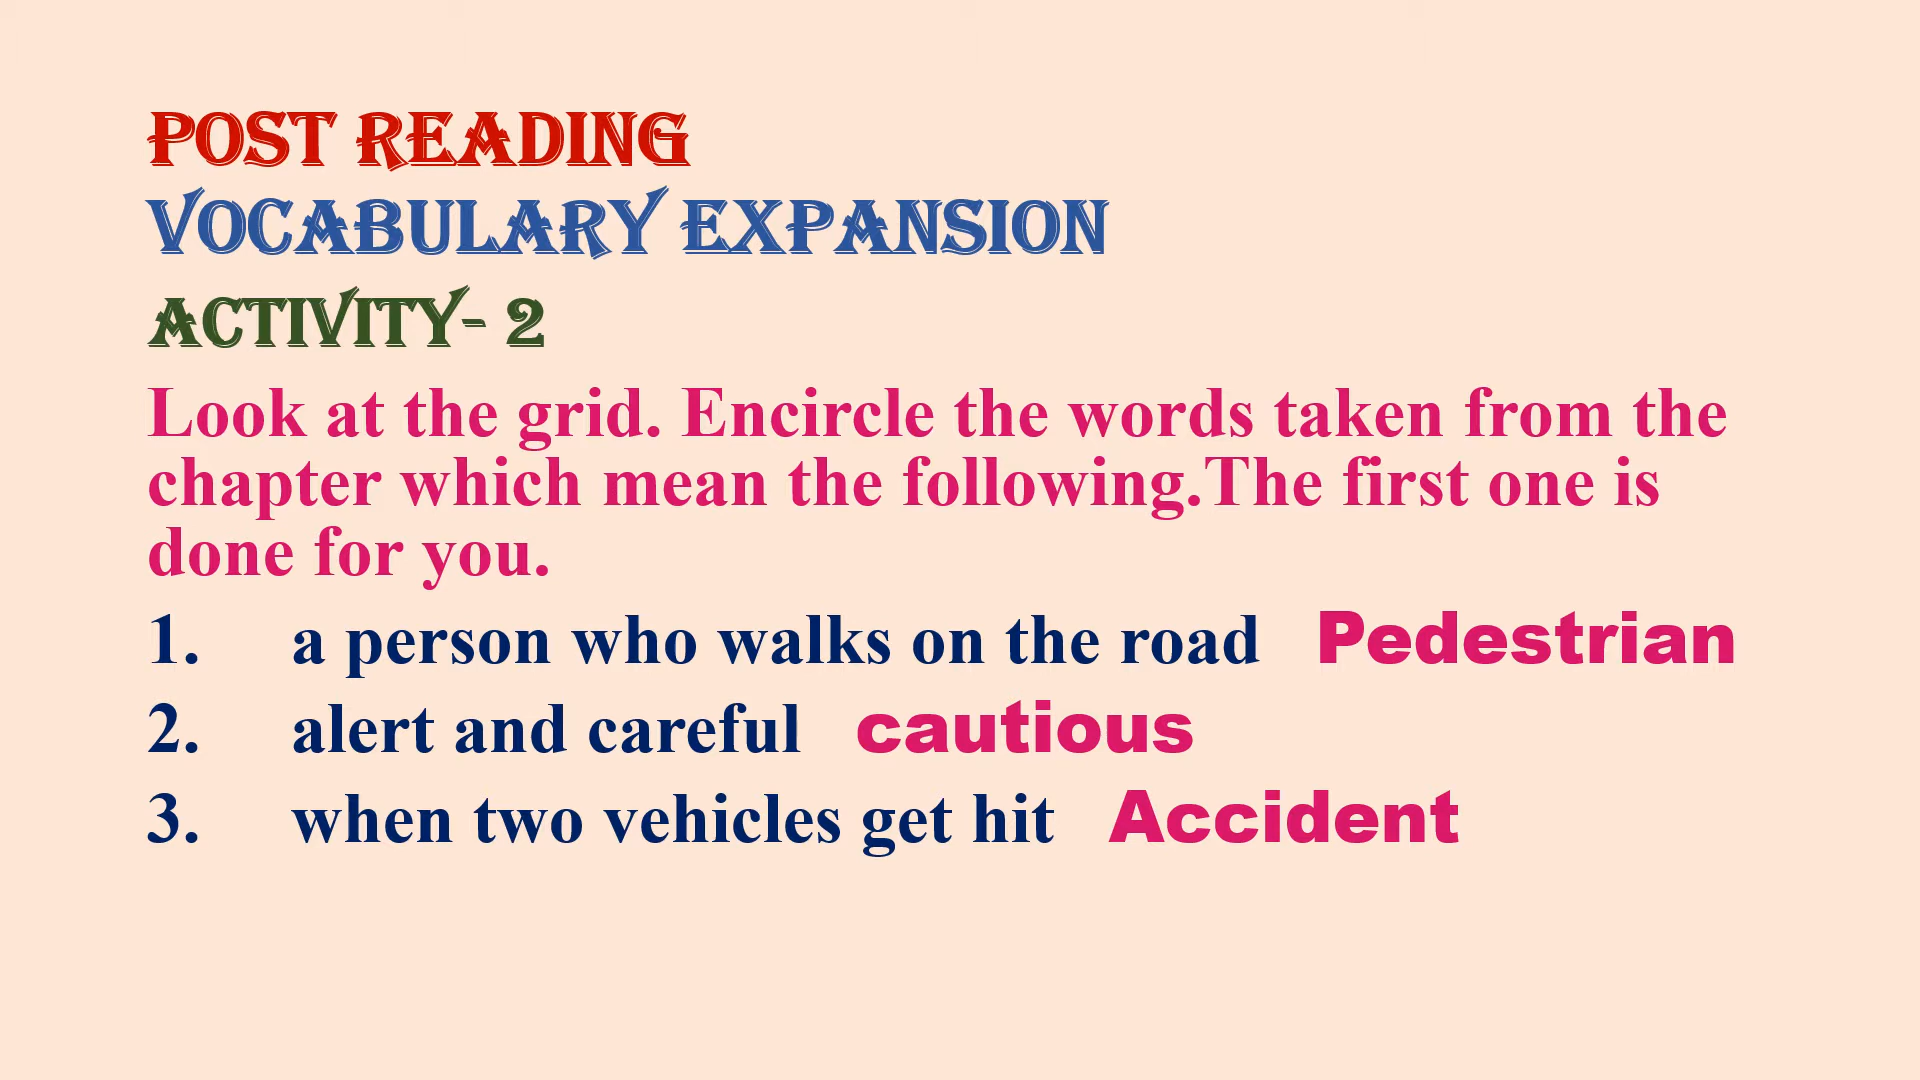 POST READING
VOCABULARY EXPANSION
ACTIVITY- 2
Look at the grid. Encircle the words taken from the
chapter which mean the following.The first one is
done for you.
1. a person who walks on the road Pedestrian
2. alert and careful cautious
3. when two vehicles get hit Accident